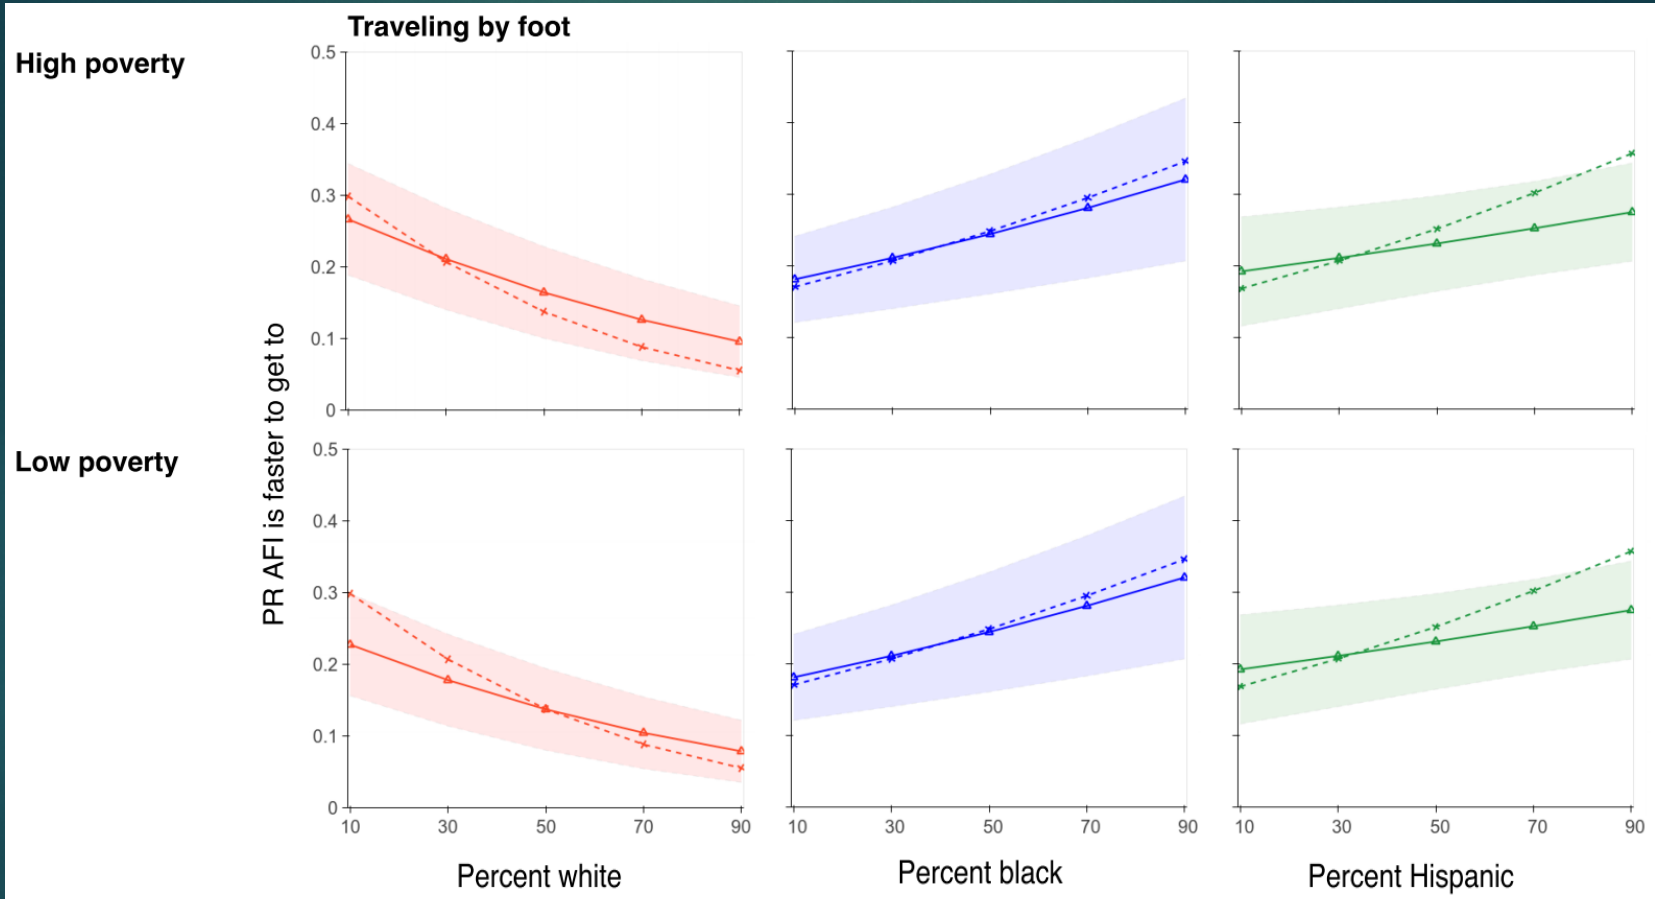 Traveling by foot
High poverty
0.5
0.4
0.3
0.2
0.1
0
PR AFI is faster to get to
Low poverty
0.5
0.4
0.3
0.2
0.1
0
10 30 50 70 90
10 30 50 70 90
10 30 50 70 90
Percent white
Percent black
Percent Hispanic